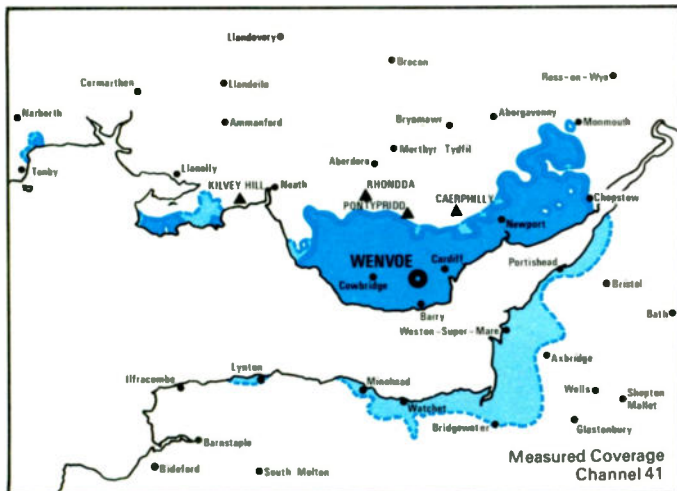 Llandovery
Brecon
Ross-on-Wye
Carmarthen
Llandeilo
Narberth
Ammanford
Brynmawr
Abergavenny
Monmouth
Merthyr Tydfil
Aberdare
Tenby
Llanelly
KILVEY HILL
Neath
RHONDDA
PONTYPRIDD
CAERPHILLY
Chepstow
Newport
WENVOE
Cardiff
Cowbridge
Portishead
Bristol
Barry
Bath
Weston-Super-Mare
Axbridge
Lynton
Ilfracombe
Minehead
Wells
Shepton
Mallet
Watchet
Bridgewater
Glastonbury
Barnstaple
Bideford
South Molton
Measured Coverage
Channel 41